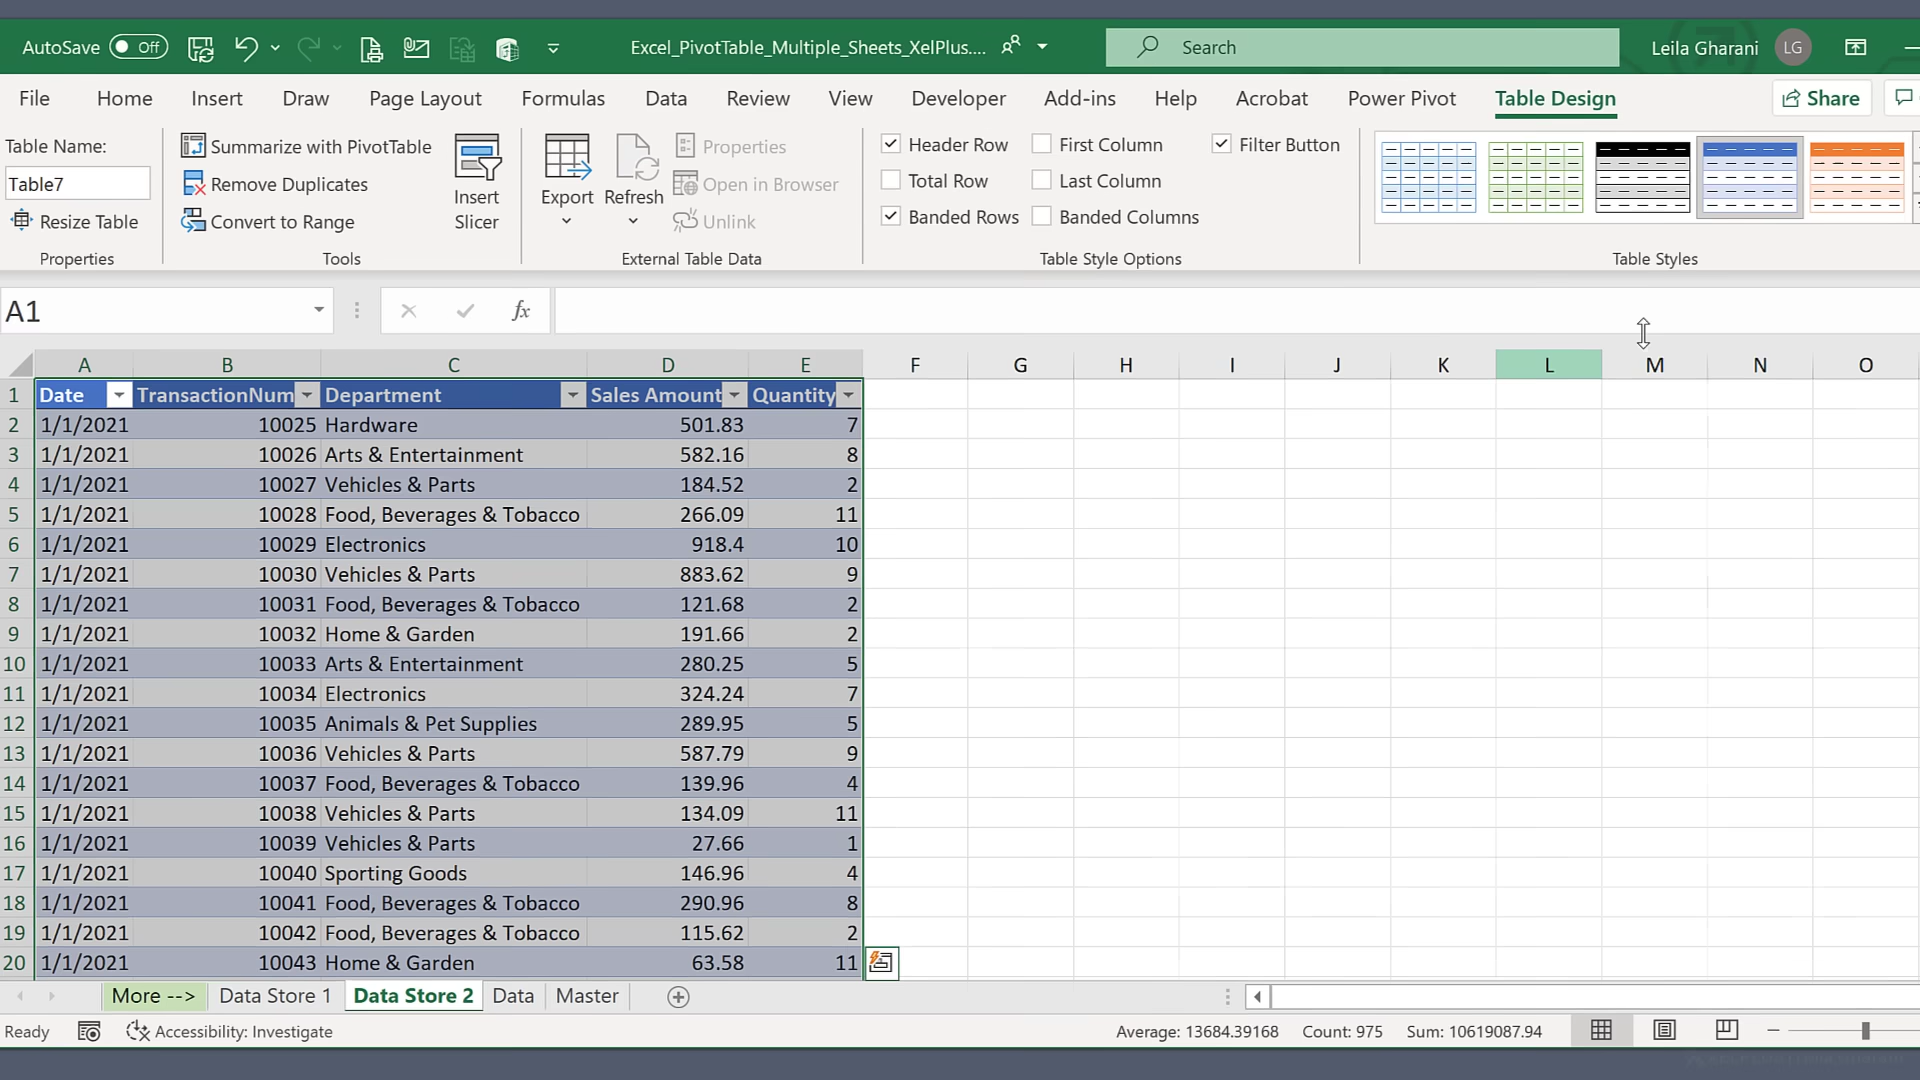 AutoSave Off Excel_PivotTable_Multiple_Sheets_XelPlus.... Search Leila Gharani LG
File Home Insert Draw Page Layout Formulas Data Review View Developer Add-ins Help Acrobat Power Pivot Table Design Share
Table Name:
Table7
Resize Table
Properties
Summarize with PivotTable
Remove Duplicates
Convert to Range
Insert
Slicer
Tools
Export
Refresh
Properties
Open in Browser
Unlink
External Table Data
Header Row First Column Filter Button
Total Row Last Column
Banded Rows Banded Columns
Table Style Options
Table Styles
A1 fx
A B C D E F G H I J K L M N O
1 Date TransactionNum Department Sales Amount Quantity
2 1/1/2021 10025 Hardware 501.83 7
3 1/1/2021 10026 Arts & Entertainment 582.16 8
4 1/1/2021 10027 Vehicles & Parts 184.52 2
5 1/1/2021 10028 Food, Beverages & Tobacco 266.09 11
6 1/1/2021 10029 Electronics 918.4 10
7 1/1/2021 10030 Vehicles & Parts 883.62 9
8 1/1/2021 10031 Food, Beverages & Tobacco 121.68 2
9 1/1/2021 10032 Home & Garden 191.66 2
10 1/1/2021 10033 Arts & Entertainment 280.25 5
11 1/1/2021 10034 Electronics 324.24 7
12 1/1/2021 10035 Animals & Pet Supplies 289.95 5
13 1/1/2021 10036 Vehicles & Parts 587.79 9
14 1/1/2021 10037 Food, Beverages & Tobacco 139.96 4
15 1/1/2021 10038 Vehicles & Parts 134.09 11
16 1/1/2021 10039 Vehicles & Parts 27.66 1
17 1/1/2021 10040 Sporting Goods 146.96 4
18 1/1/2021 10041 Food, Beverages & Tobacco 290.96 8
19 1/1/2021 10042 Food, Beverages & Tobacco 115.62 2
20 1/1/2021 10043 Home & Garden 63.58 11
More --> Data Store 1 Data Store 2 Data Master
Ready Accessibility: Investigate Average: 13684.39168 Count: 975 Sum: 10619087.94